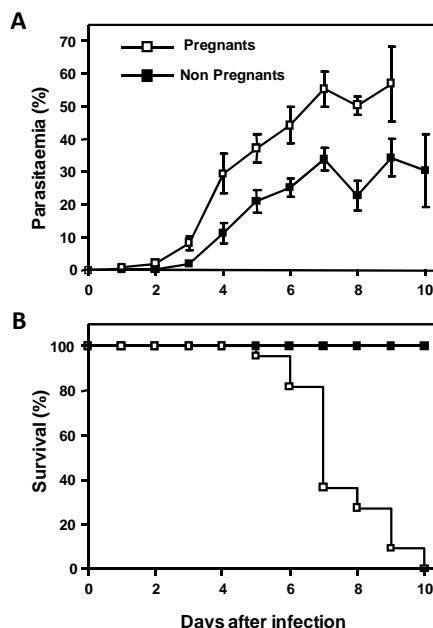 A
Pregnants
Non Pregnants
Parasitaemia (%)
70
60
50
40
30
20
10
0
0 2 4 6 8 10
B
Survival (%)
100
80
60
40
20
0
0 2 4 6 8 10
Days after infection